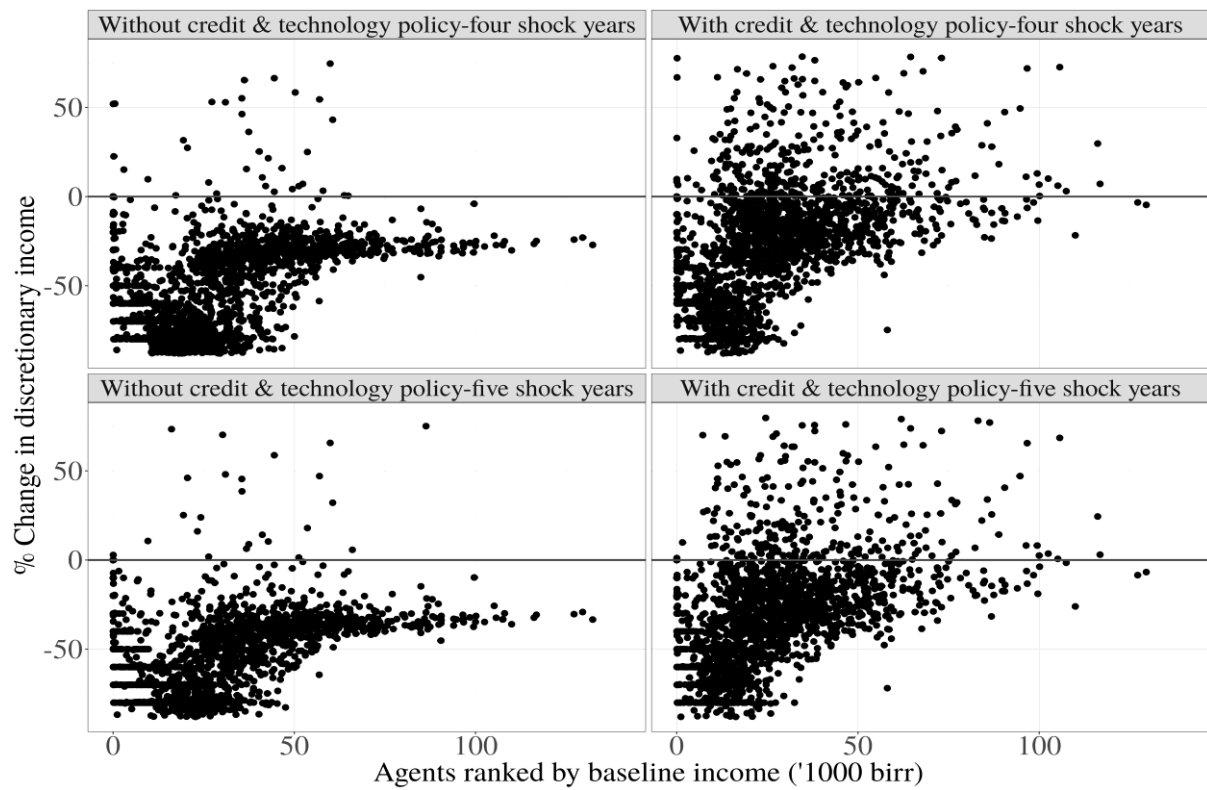 Without credit & technology policy-four shock years
With credit & technology policy-four shock years
50
0
-50
Without credit & technology policy-five shock years
With credit & technology policy-five shock years
50
0
-50
% Change in discretionary income
0 50 100 0 50 100
Agents ranked by baseline income ('1000 birr)